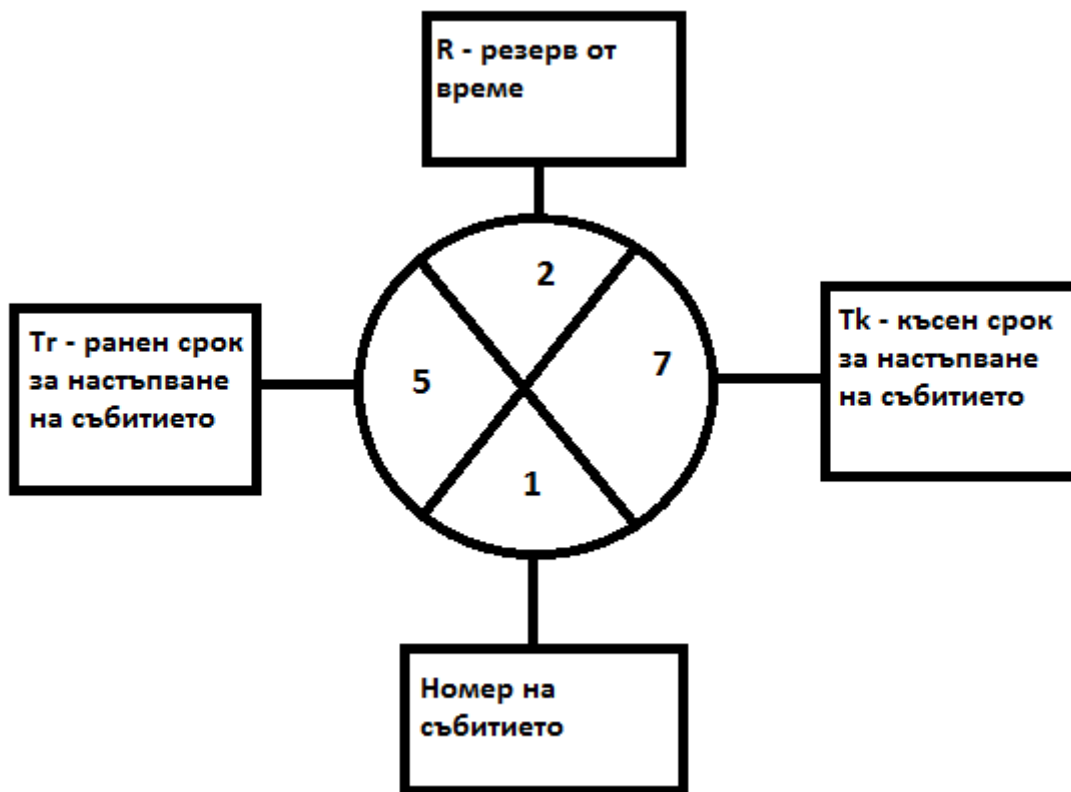 R - резерв от
време
2
Tr - ранен срок
за настъпване
на събитието
5
7
Tk - късен срок
за настъпване
на събитието
1
Номер на
събитието